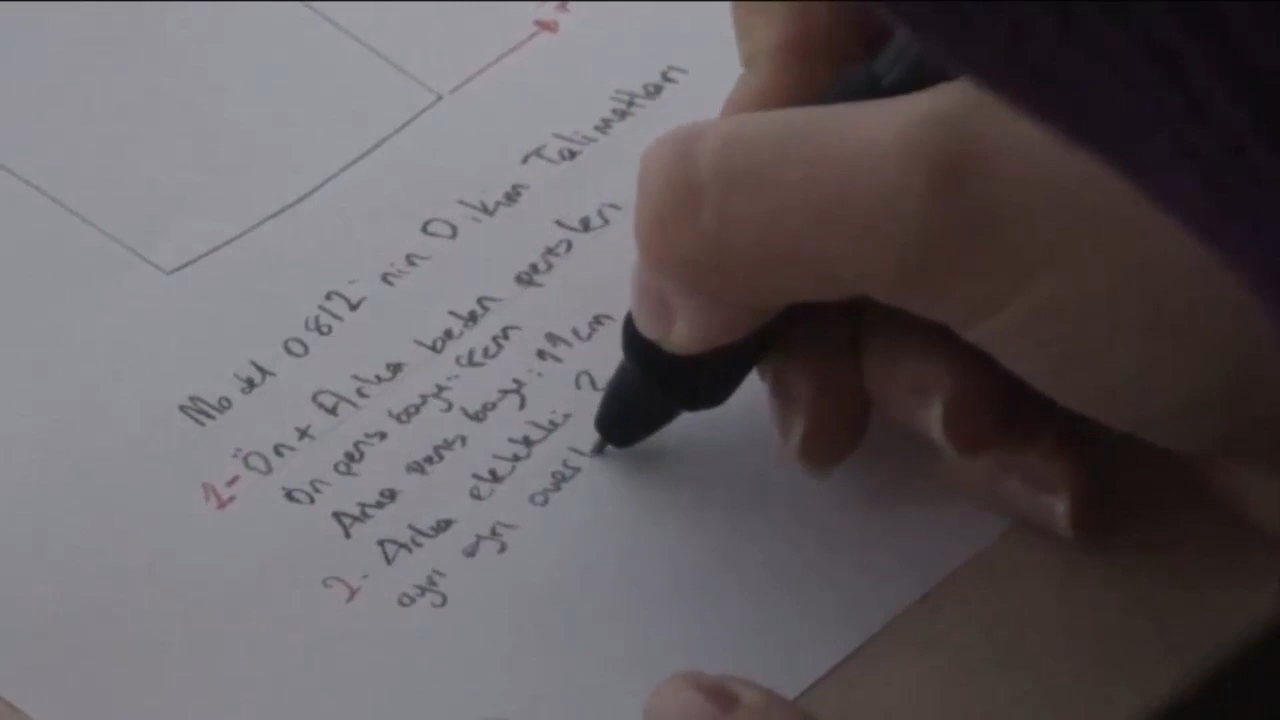 Model 0812'nin Dikim Talimatları
1- Ön + Arka beden pensleri
Ön pens boyu: 8cm
Arka pens boyu: 11cm
2. Arka etekteki 2
ayrı ayrı overl